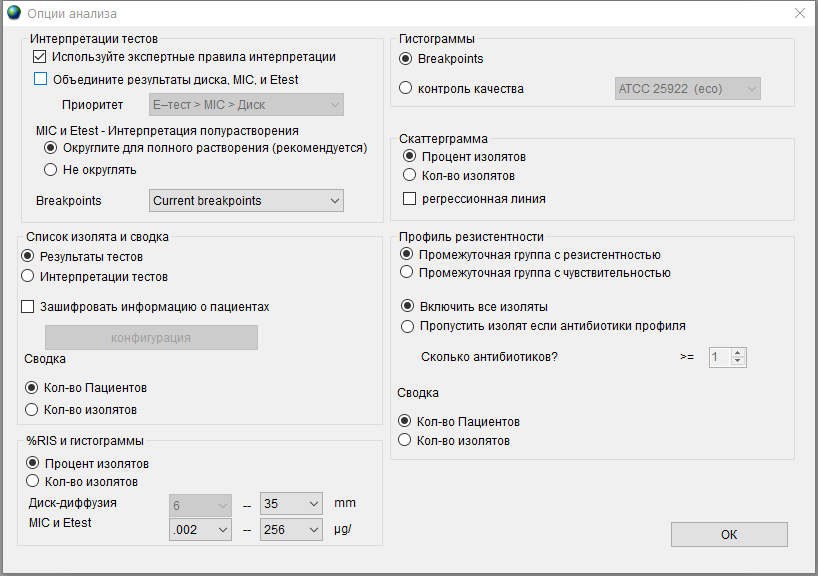 Опции анализа
Интерпретации тестов
Используйте экспертные правила интерпретации
Объедините результаты диска, MIC, и Etest
Приоритет
Е–тест > MIC > Диск
MIC и Etest - Интерпретация полурастворения
Округлите для полного растворения (рекомендуется)
Не округлять
Breakpoints
Current breakpoints
Список изолята и сводка
Результаты тестов
Интерпретации тестов
Зашифровать информацию о пациентах
конфигурация
Сводка
Кол-во Пациентов
Кол-во изолятов
%RIS и гистограммы
Процент изолятов
Кол-во изолятов
Диск-диффузия
6 -- 35 mm
MIC и Etest
.002 -- 256 µg/
Гистограммы
Breakpoints
контроль качества
ATCC 25922 (eco)
Скаттерграмма
Процент изолятов
Кол-во изолятов
регрессионная линия
Профиль резистентности
Промежуточная группа с резистентностью
Промежуточная группа с чувствительностью
Включить все изоляты
Пропустить изолят если антибиотики профиля
Сколько антибиотиков? >= 1
Сводка
Кол-во Пациентов
Кол-во изолятов
ОК